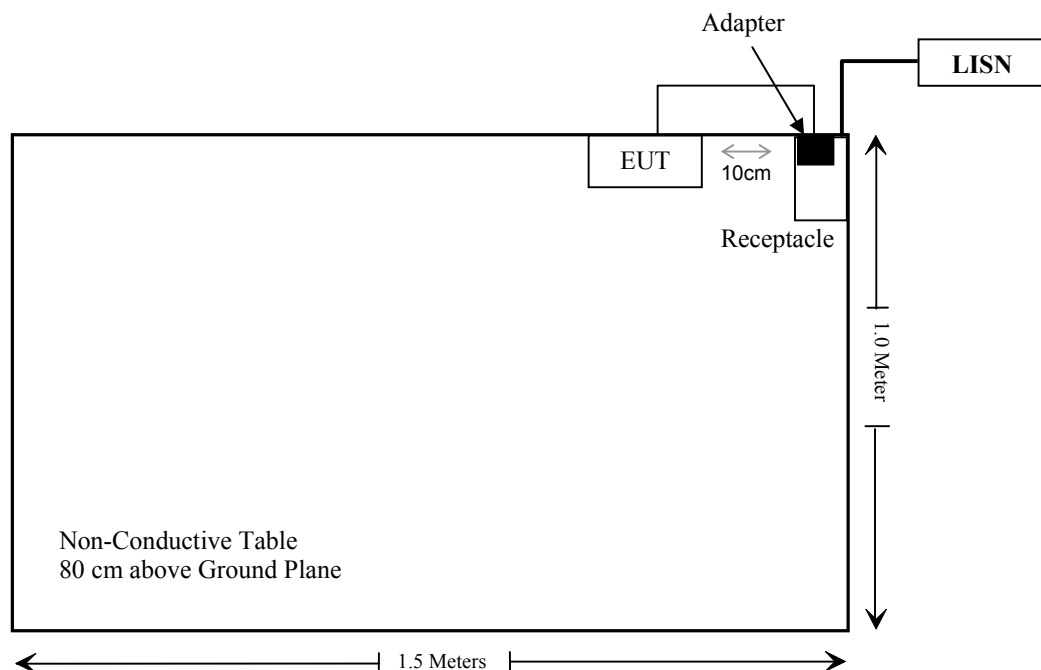 Adapter
LISN
EUT
10cm
Receptacle
1.0 Meter
Non-Conductive Table
80 cm above Ground Plane
1.5 Meters